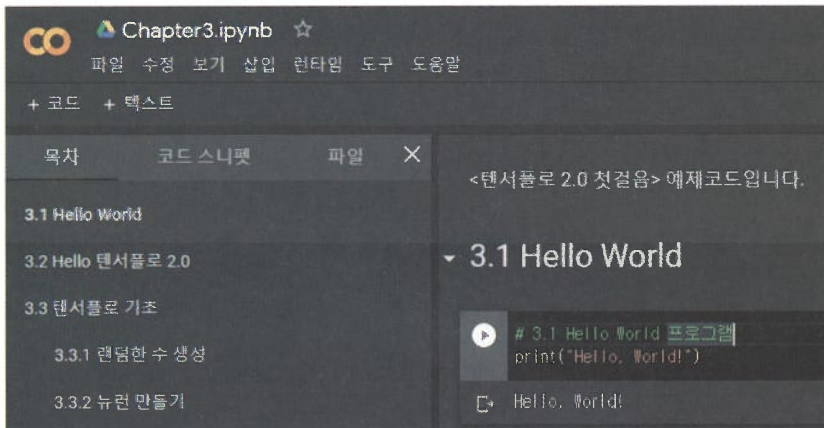 CO Chapter3.ipynb
파일 수정 보기 삽입 런타임 도구 도움말
+ 코드 + 텍스트
목차 코드 스니펫 파일
3.1 Hello World
3.2 Hello 텐서플로 2.0
3.3 텐서플로 기초
3.3.1 랜덤한 수 생성
3.3.2 뉴런 만들기
<텐서플로 2.0 첫걸음> 예제코드입니다.
3.1 Hello World
# 3.1 Hello World 프로그램
print("Hello, World!")
Hello, World!